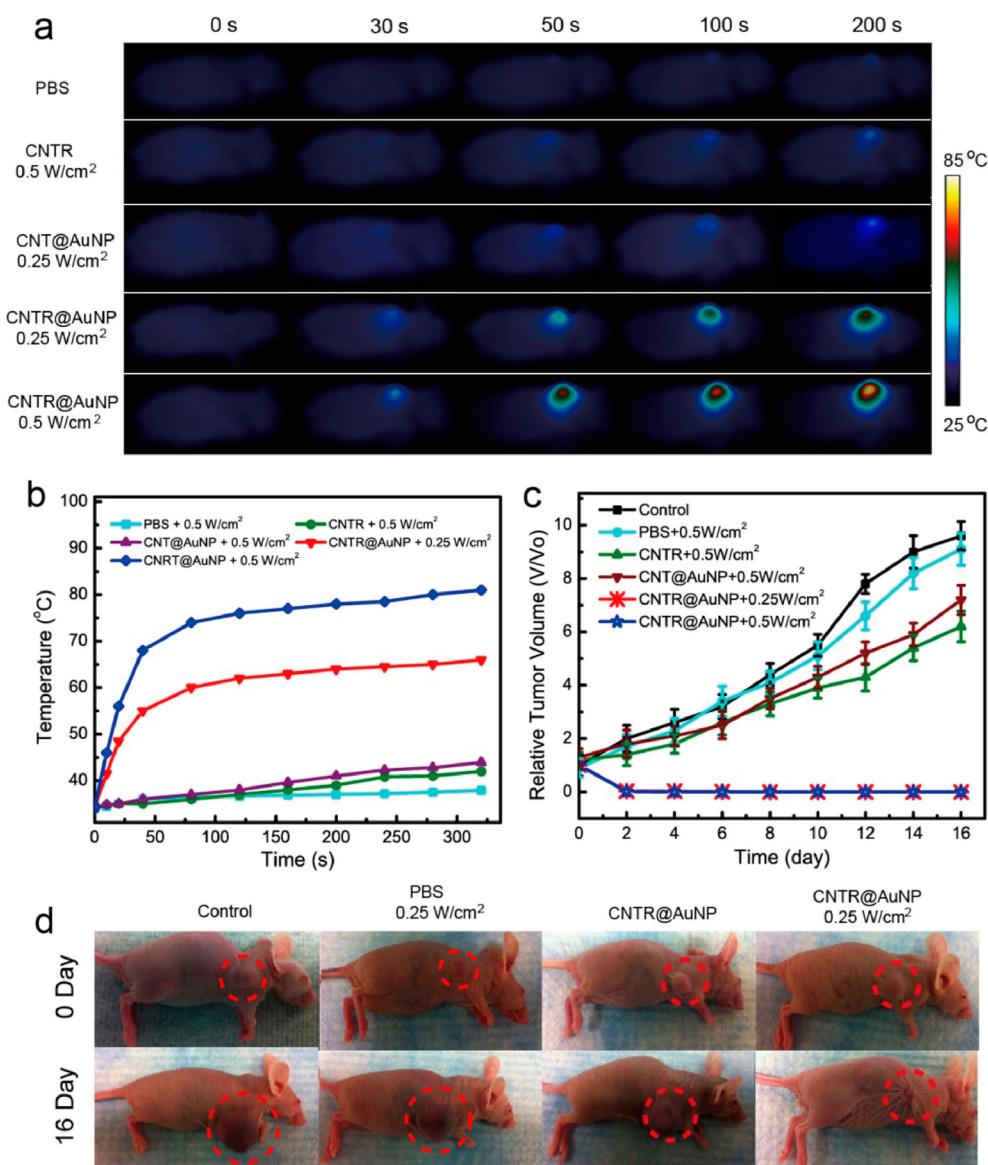 a
0 s 30 s 50 s 100 s 200 s
PBS
CNTR
0.5 W/cm²
CNT@AuNP
0.25 W/cm²
CNTR@AuNP
0.25 W/cm²
CNTR@AuNP
0.5 W/cm²
85 °C
25 °C
b
100
90
80
70
60
50
40
Temperature (°C)
PBS + 0.5 W/cm² CNTR + 0.5 W/cm²
CNT@AuNP + 0.5 W/cm² CNTR@AuNP + 0.25 W/cm²
CNRT@AuNP + 0.5 W/cm²
0 50 100 150 200 250 300
Time (s)
c
10
8
6
4
2
0
Relative Tumor Volume (V/Vo)
Control
PBS+0.5W/cm²
CNTR+0.5W/cm²
CNT@AuNP+0.5W/cm²
CNTR@AuNP+0.25W/cm²
CNTR@AuNP+0.5W/cm²
0 2 4 6 8 10 12 14 16
Time (day)
d
Control
PBS
0.25 W/cm²
CNTR@AuNP
CNTR@AuNP
0.25 W/cm²
0 Day
16 Day